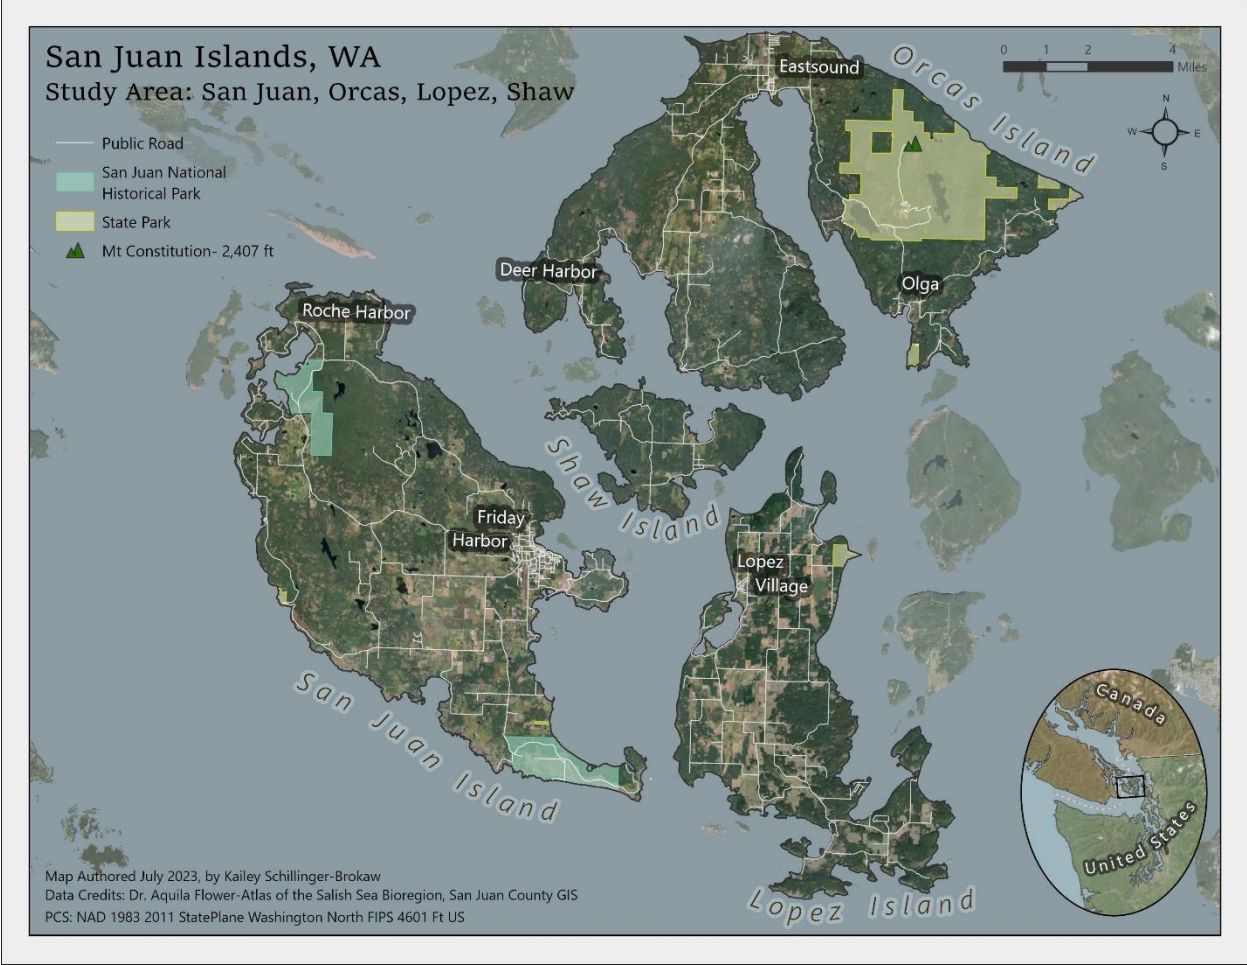 San Juan Islands, WA
Study Area: San Juan, Orcas, Lopez, Shaw
Public Road
San Juan National
Historical Park
State Park
Mt Constitution- 2,407 ft
0 1 2 4
Miles
N
W E
S
Eastsound
Orcas Island
Deer Harbor
Olga
Roche Harbor
Shaw Island
Friday
Harbor
Lopez
Village
San Juan Island
Lopez Island
Canada
United States
Map Authored July 2023, by Kailey Schillinger-Brokaw
Data Credits: Dr. Aquila Flower-Atlas of the Salish Sea Bioregion, San Juan County GIS
PCS: NAD 1983 2011 StatePlane Washington North FIPS 4601 Ft US